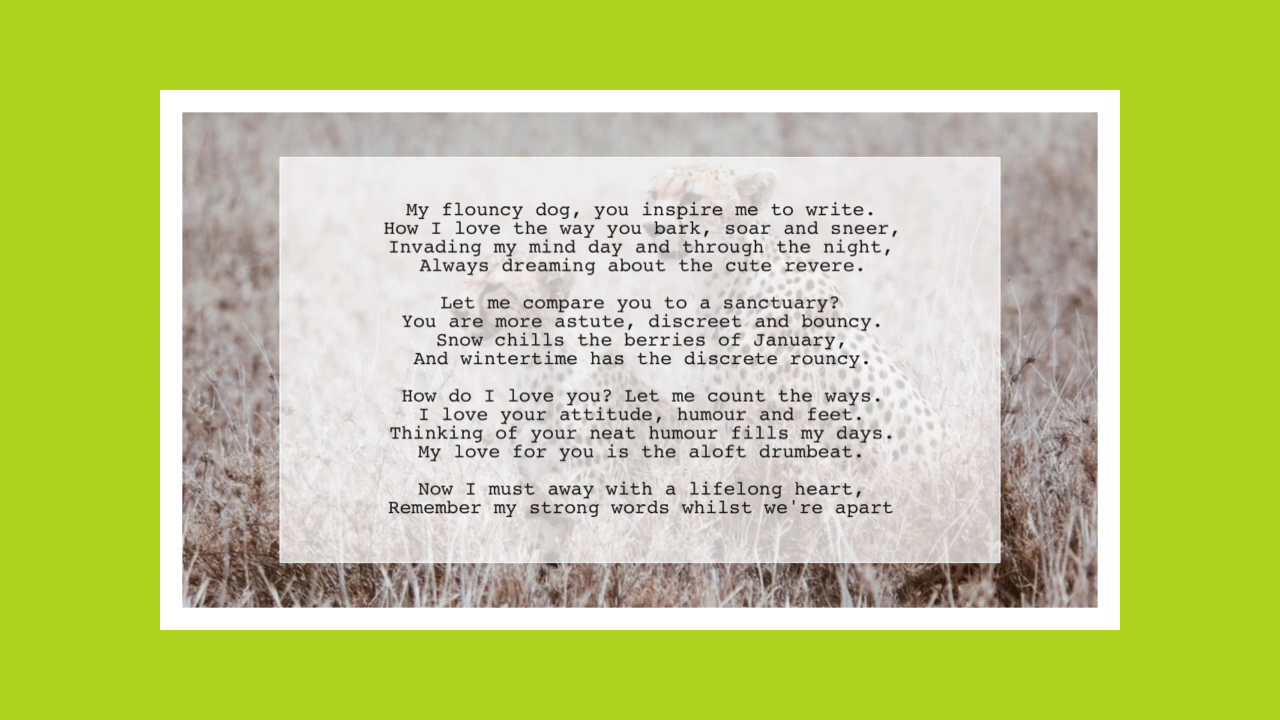 My flouncy dog, you inspire me to write.
How I love the way you bark, soar and sneer,
Invading my mind day and through the night,
Always dreaming about the cute revere.
Let me compare you to a sanctuary?
You are more astute, discreet and bouncy.
Snow chills the berries of January,
And wintertime has the discrete rouncy.
How do I love you? Let me count the ways.
I love your attitude, humour and feet.
Thinking of your neat humour fills my days.
My love for you is the aloft drumbeat.
Now I must away with a lifelong heart,
Remember my strong words whilst we're apart